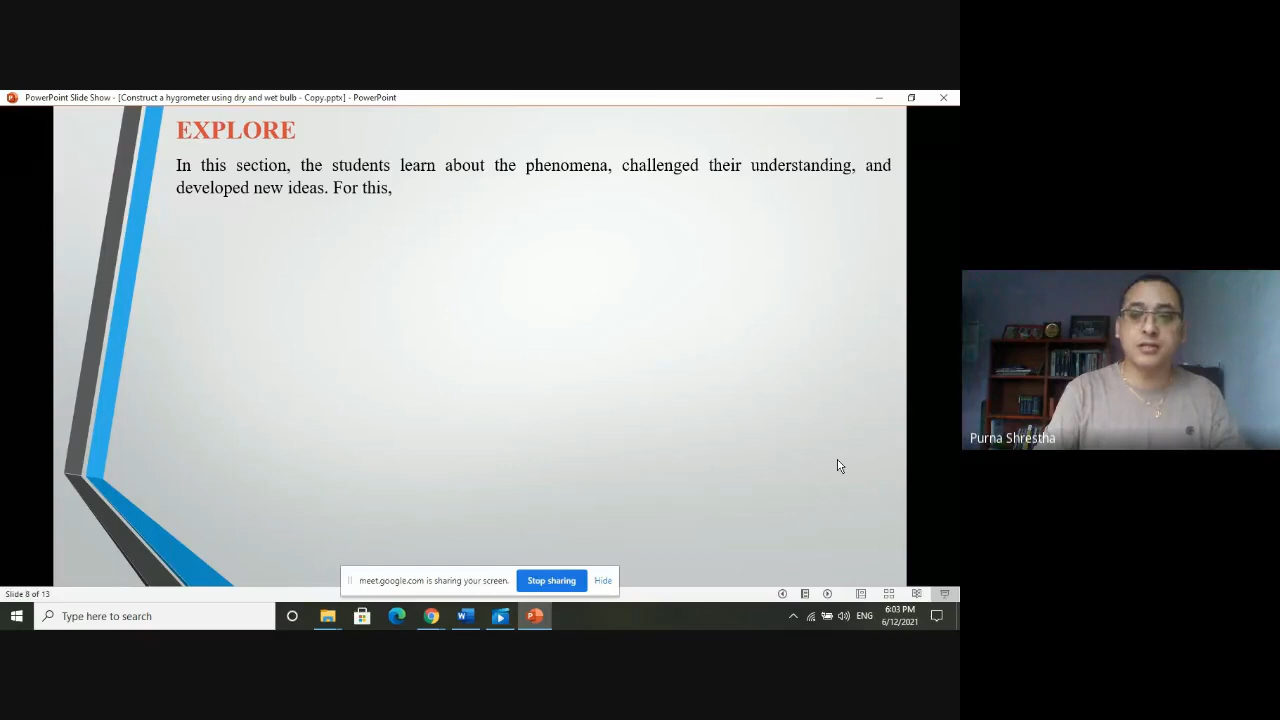 PowerPoint Slide Show - [Construct a hygrometer using dry and wet bulb - Copy.pptx] - PowerPoint
EXPLORE
In this section, the students learn about the phenomena, challenged their understanding, and
developed new ideas. For this,
Purna Shrestha
meet.google.com is sharing your screen.
Stop sharing
Hide
Slide 8 of 13
Type here to search
ENG
6:03 PM
6/12/2021